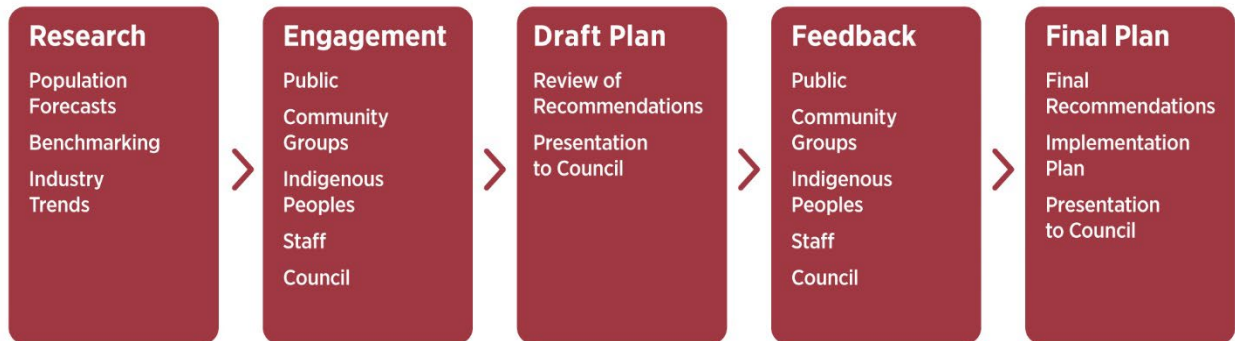 Research
Population
Forecasts
Benchmarking
Industry
Trends
Engagement
Public
Community
Groups
Indigenous
Peoples
Staff
Council
Draft Plan
Review of
Recommendations
Presentation
to Council
Feedback
Public
Community
Groups
Indigenous
Peoples
Staff
Council
Final Plan
Final
Recommendations
Implementation
Plan
Presentation
to Council